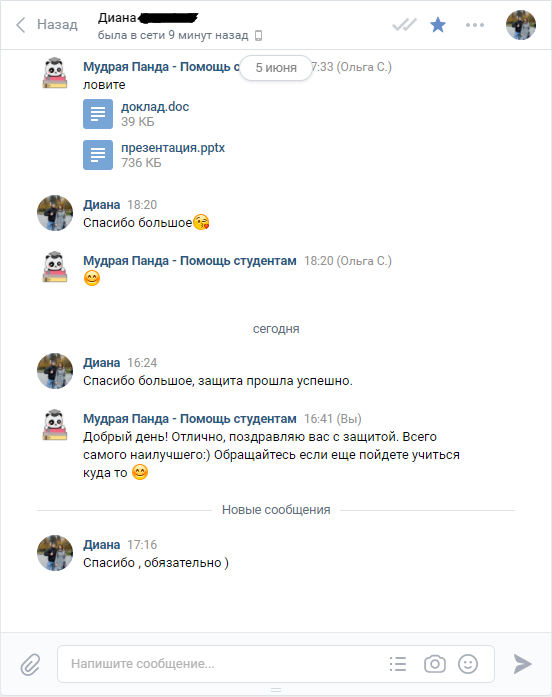 Назад
Диана
была в сети 9 минут назад
5 июня
Мудрая Панда - Помощь 7:33 (Ольга С.)
ловите
доклад.doc
39 КБ
презентация.pptx
736 КБ
Диана 18:20
Спасибо большое😘
Мудрая Панда - Помощь студентам 18:20 (Ольга С.)
😊
сегодня
Диана 16:24
Спасибо большое, защита прошла успешно.
Мудрая Панда - Помощь студентам 16:41 (Вы)
Добрый день! Отлично, поздравляю вас с защитой. Всего
самого наилучшего:) Обращайтесь если еще пойдете учиться
куда то 😊
Новые сообщения
Диана 17:16
Спасибо , обязательно )
Напишите сообщение...